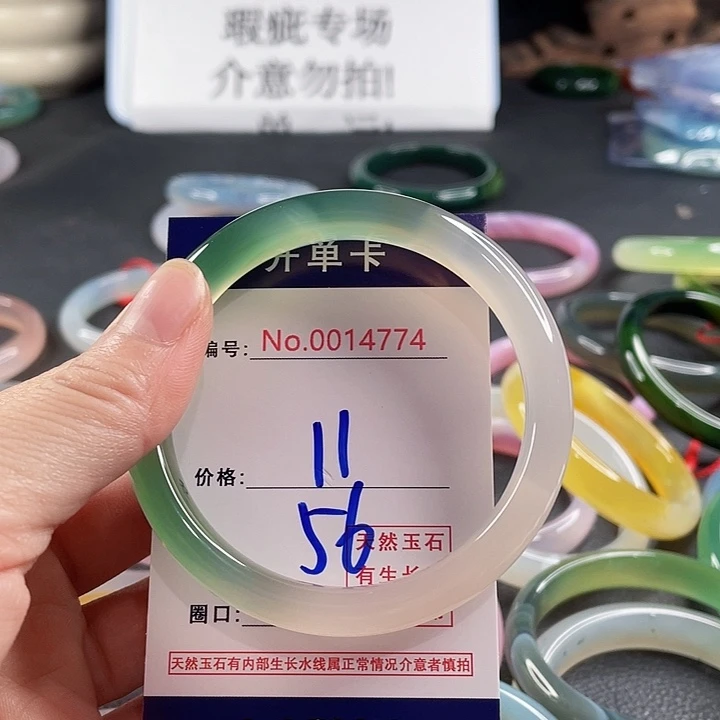 瑕疵专场
介意勿拍!
开单卡
编号: No.0014774
价格: 11
56
天然玉石
有生长
圈口:
天然玉石有内部生长水线属正常情况介意者慎拍